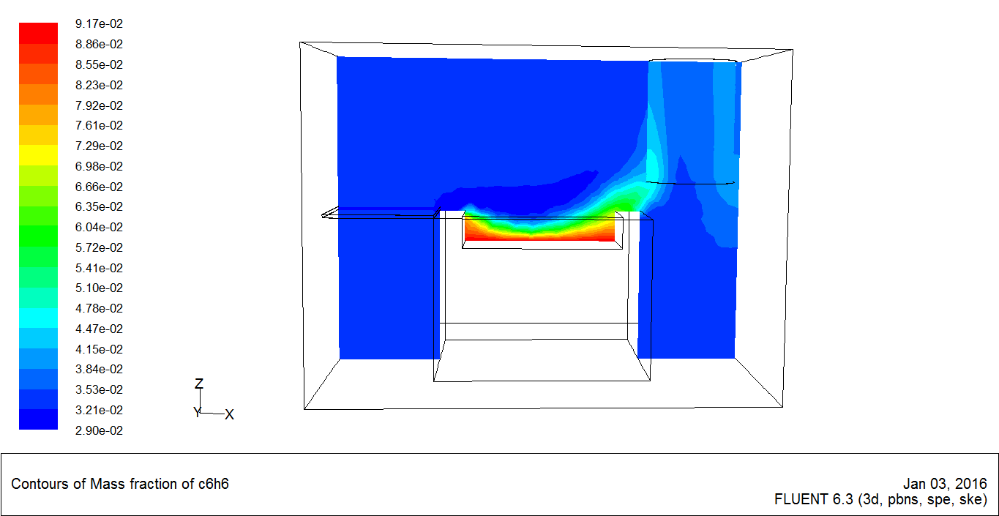 9.17e-02
8.86e-02
8.55e-02
8.23e-02
7.92e-02
7.61e-02
7.29e-02
6.98e-02
6.66e-02
6.35e-02
6.04e-02
5.72e-02
5.41e-02
5.10e-02
4.78e-02
4.47e-02
4.15e-02
3.84e-02
3.53e-02
3.21e-02
2.90e-02
Z
Y
X
Contours of Mass fraction of c6h6
Jan 03, 2016
FLUENT 6.3 (3d, pbns, spe, ske)